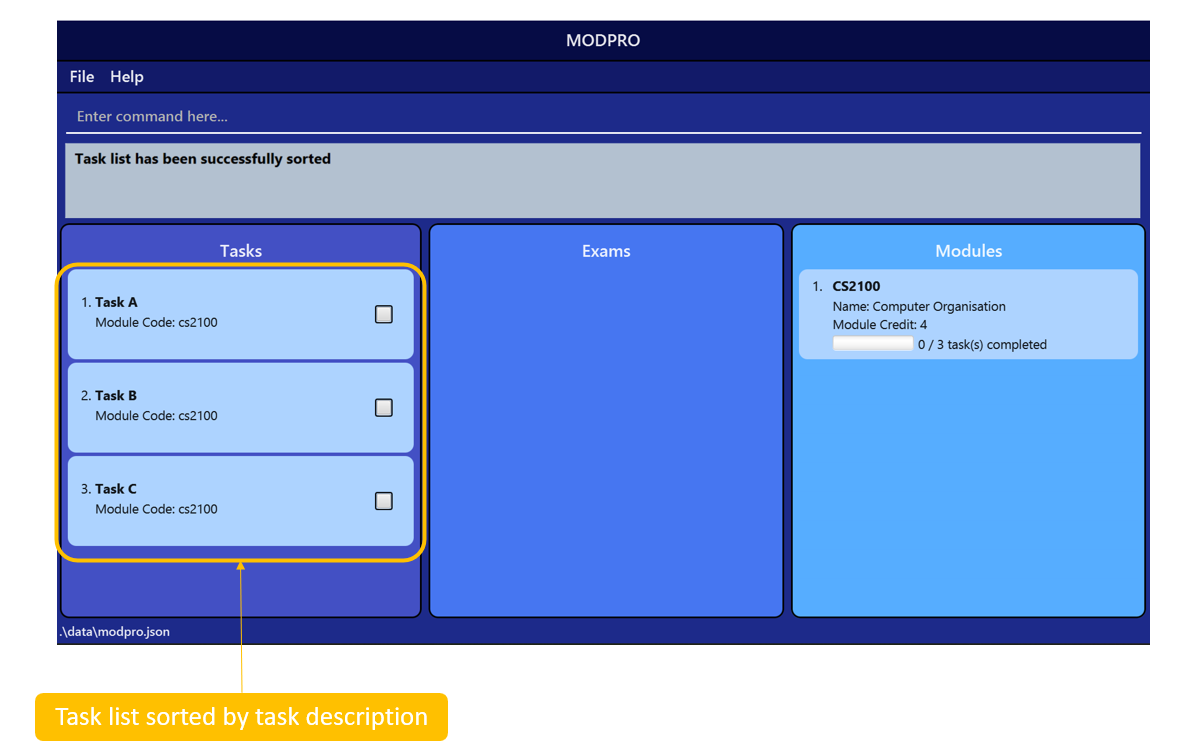 MODPRO
File Help
Enter command here...
Task list has been successfully sorted
Tasks
1. Task A
Module Code: cs2100
2. Task B
Module Code: cs2100
3. Task C
Module Code: cs2100
Exams
Modules
1. CS2100
Name: Computer Organisation
Module Credit: 4
0 / 3 task(s) completed
.\data\modpro.json
Task list sorted by task description